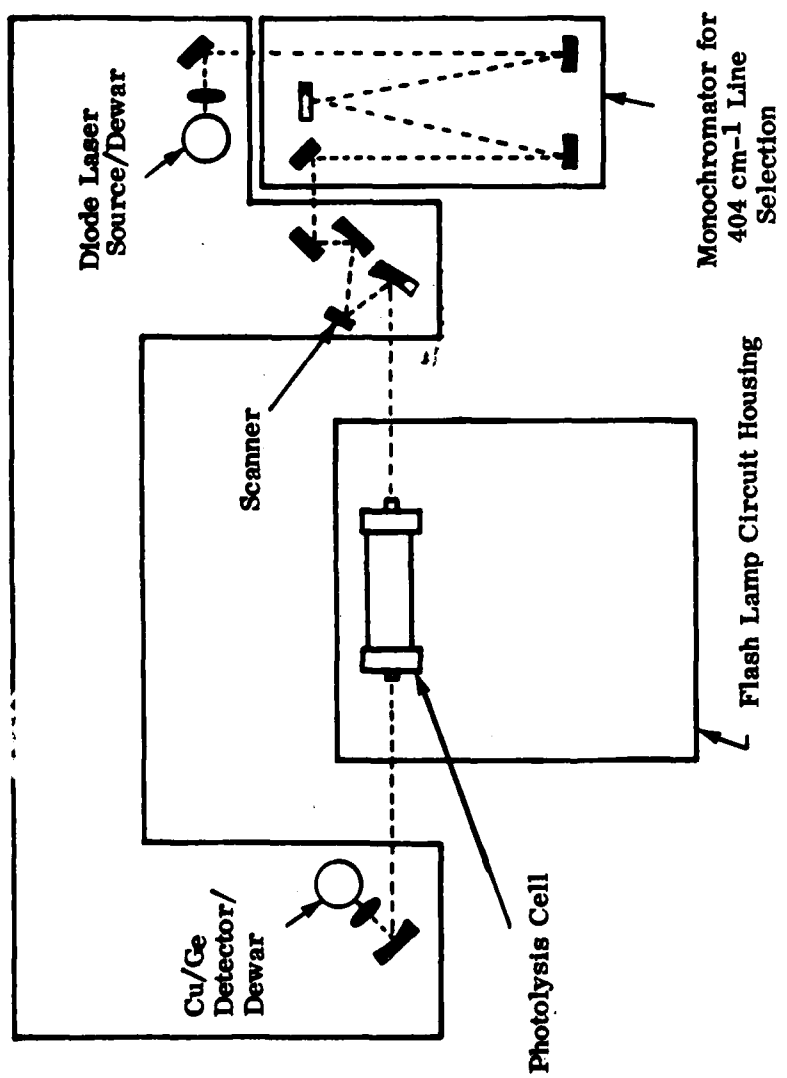 Diode Laser
Source/Dewar
Monochromator for
404 cm-1 Line
Selection
Scanner
Flash Lamp Circuit Housing
Cu/Ge
Detector/
Dewar
Photolysis Cell